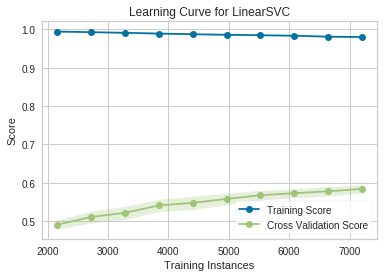 Learning Curve for LinearSVC
1.0
0.9
0.8
0.7
0.6
0.5
Score
Training Score
Cross Validation Score
2000 3000 4000 5000 6000 7000
Training Instances